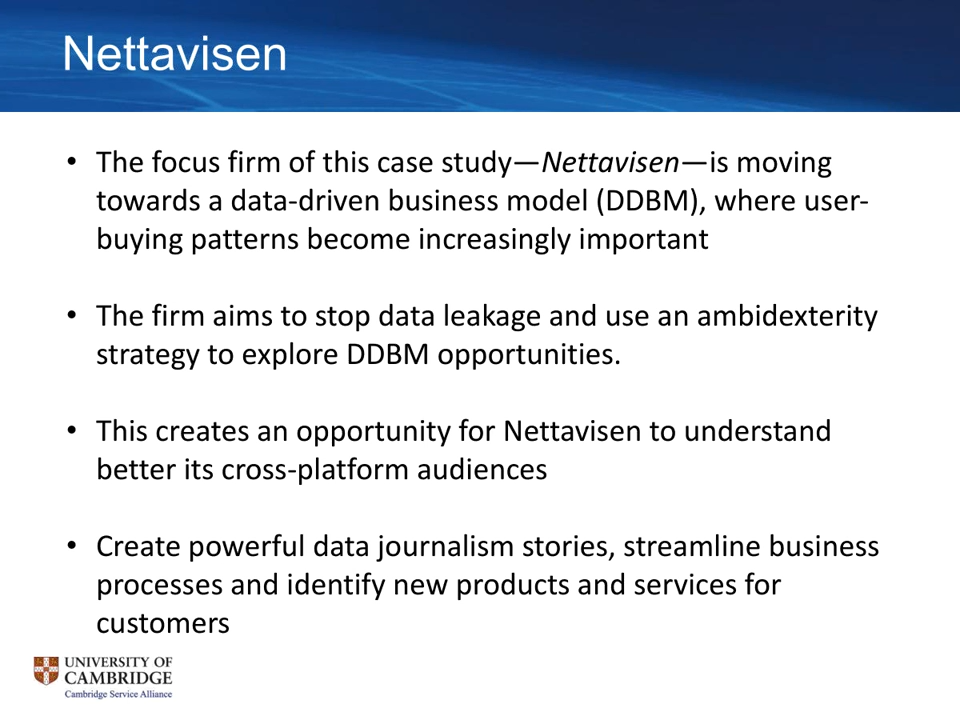 Nettavisen
• The focus firm of this case study—Nettavisen—is moving
towards a data-driven business model (DDBM), where user-
buying patterns become increasingly important
• The firm aims to stop data leakage and use an ambidexterity
strategy to explore DDBM opportunities.
• This creates an opportunity for Nettavisen to understand
better its cross-platform audiences
• Create powerful data journalism stories, streamline business
processes and identify new products and services for
customers
UNIVERSITY OF
CAMBRIDGE
Cambridge Service Alliance